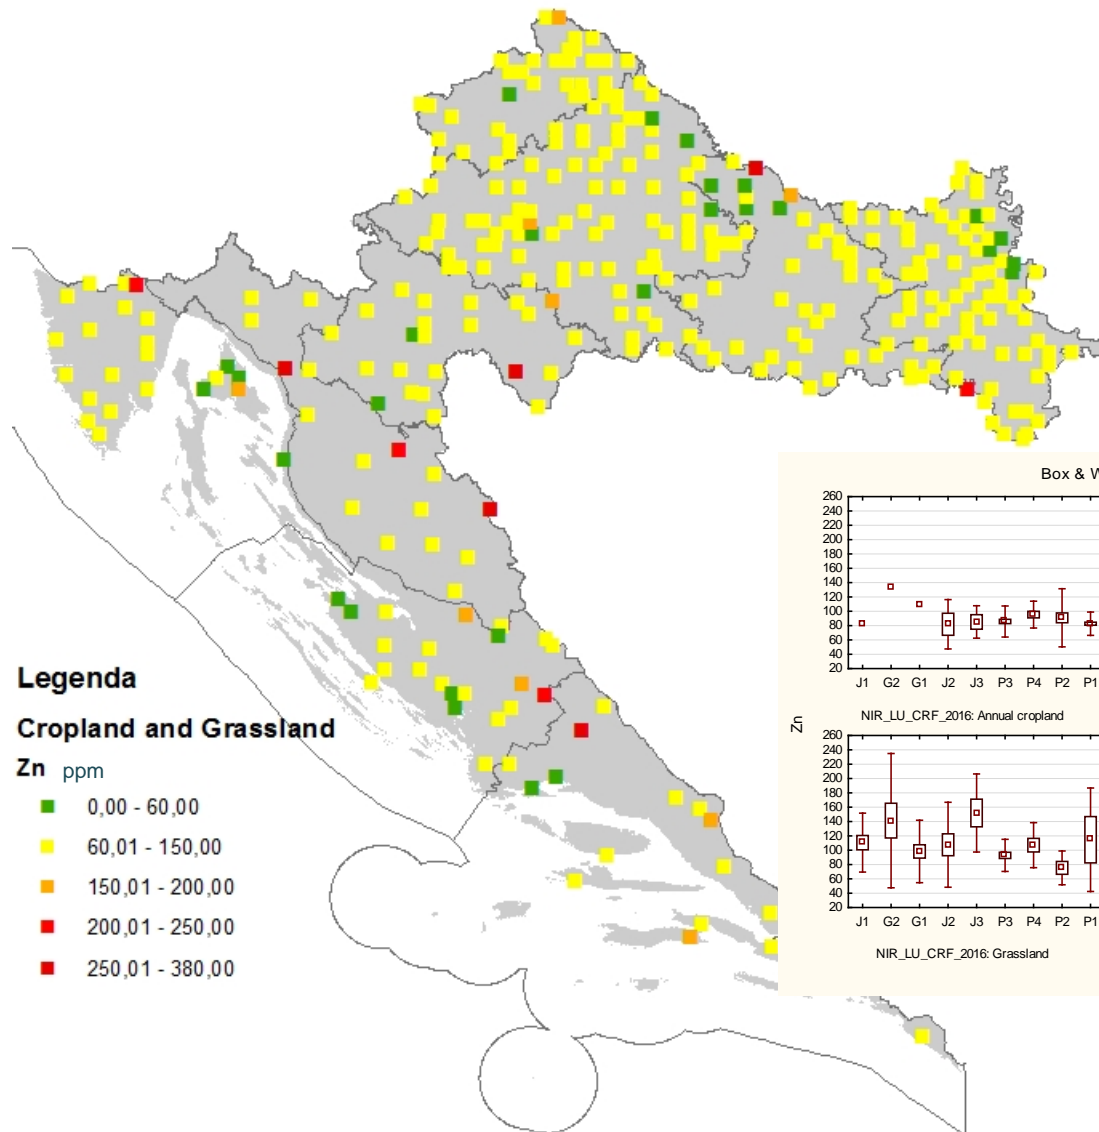 Legenda
Cropland and Grassland
Zn ppm
0,00 - 60,00
60,01 - 150,00
150,01 - 200,00
200,01 - 250,00
250,01 - 380,00
Box & W
260
240
220
200
180
160
140
120
100
80
60
40
20
J1 G2 G1 J2 J3 P3 P4 P2 P1
NIR_LU_CRF_2016: Annual cropland
Zn
260
240
220
200
180
160
140
120
100
80
60
40
20
J1 G2 G1 J2 J3 P3 P4 P2 P1
NIR_LU_CRF_2016: Grassland